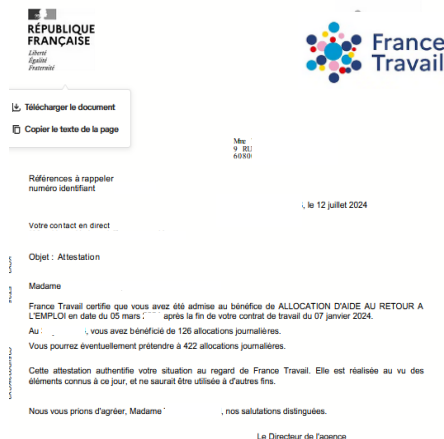 RÉPUBLIQUE
FRANÇAISE
Liberté
Égalité
Fraternité
France
Travail
Télécharger le document
Copier le texte de la page
Mme
9 RU
6080
Références à rappeler
numéro identifiant
, le 12 juillet 2024
Votre contact en direct
Objet : Attestation
Madame
France Travail certifie que vous avez été admise au bénéfice de ALLOCATION D'AIDE AU RETOUR A
L'EMPLOI en date du 05 mars après la fin de votre contrat de travail du 07 janvier 2024.
Au , vous avez bénéficié de 126 allocations journalières.
Vous pourrez éventuellement prétendre à 422 allocations journalières.
Cette attestation authentifie votre situation au regard de France Travail. Elle est réalisée au vu des
éléments connus à ce jour, et ne saurait être utilisée à d'autres fins.
Nous vous prions d'agréer, Madame , nos salutations distinguées.
Le Directeur de l'agence